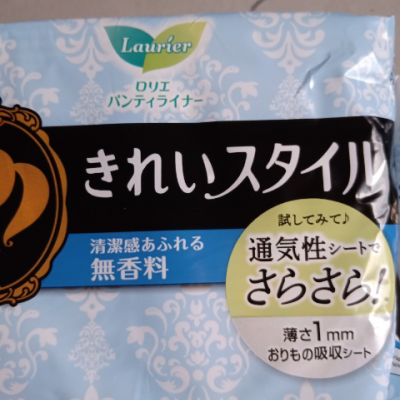 Laurier
ロリエ
パンティライナー
きれいスタイル
清潔感あふれる
無香料
試してみて♪
通気性シートで
さらさら!
薄さ1mm
おりもの吸収シート